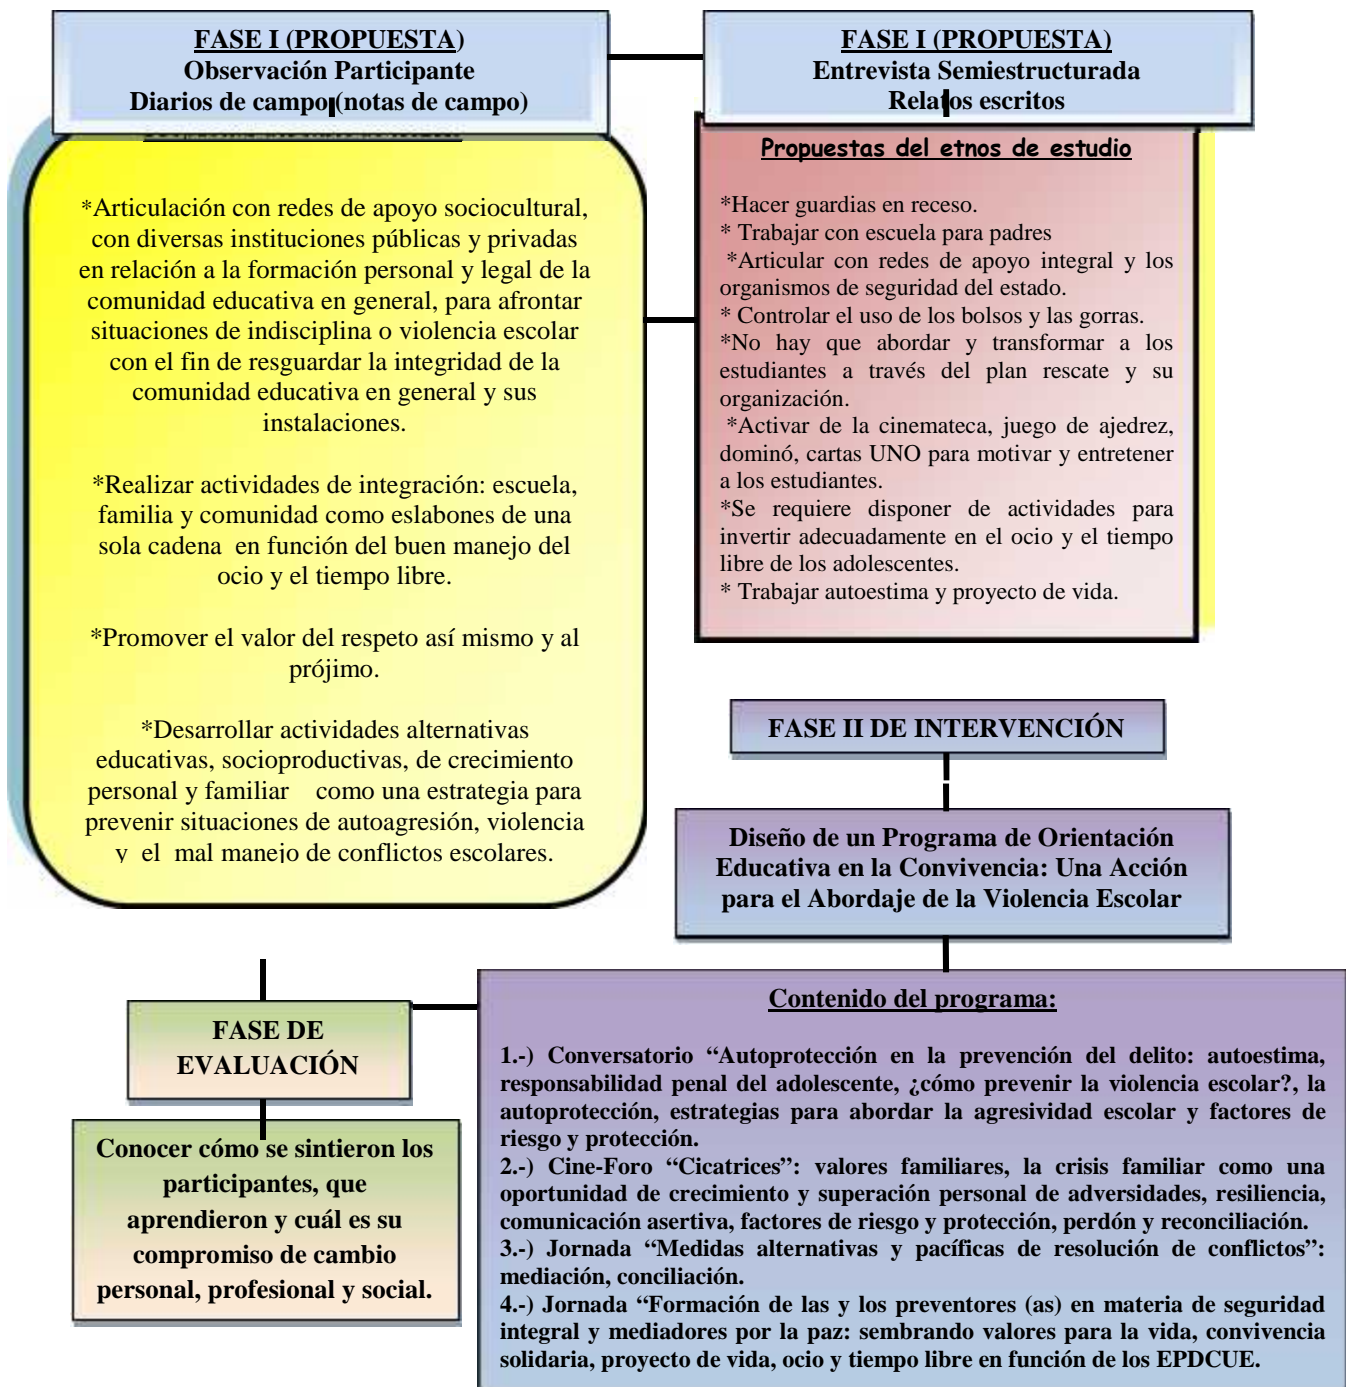 FASE I (PROPUESTA)
Observación Participante
Diarios de campo (notas de campo)
*Articulación con redes de apoyo sociocultural,
con diversas instituciones públicas y privadas
en relación a la formación personal y legal de la
comunidad educativa en general, para afrontar
situaciones de indisciplina o violencia escolar
con el fin de resguardar la integridad de la
comunidad educativa en general y sus
instalaciones.
*Realizar actividades de integración: escuela,
familia y comunidad como eslabones de una
sola cadena en función del buen manejo del
ocio y el tiempo libre.
*Promover el valor del respeto así mismo y al
prójimo.
*Desarrollar actividades alternativas
educativas, socioproductivas, de crecimiento
personal y familiar como una estrategia para
prevenir situaciones de autoagresión, violencia
y el mal manejo de conflictos escolares.
FASE I (PROPUESTA)
Entrevista Semiestructurada
Relatos escritos
Propuestas del etnos de estudio
*Hacer guardias en receso.
* Trabajar con escuela para padres
*Articular con redes de apoyo integral y los
organismos de seguridad del estado.
* Controlar el uso de los bolsos y las gorras.
*No hay que abordar y transformar a los
estudiantes a través del plan rescate y su
organización.
*Activar de la cinemateca, juego de ajedrez,
dominó, cartas UNO para motivar y entretener
a los estudiantes.
*Se requiere disponer de actividades para
invertir adecuadamente en el ocio y el tiempo
libre de los adolescentes.
* Trabajar autoestima y proyecto de vida.
FASE II DE INTERVENCIÓN
Diseño de un Programa de Orientación
Educativa en la Convivencia: Una Acción
para el Abordaje de la Violencia Escolar
Contenido del programa:
1.-) Conversatorio “Autoprotección en la prevención del delito: autoestima,
responsabilidad penal del adolescente, ¿cómo prevenir la violencia escolar?, la
autoprotección, estrategias para abordar la agresividad escolar y factores de
riesgo y protección.
2.-) Cine-Foro “Cicatrices”: valores familiares, la crisis familiar como una
oportunidad de crecimiento y superación personal de adversidades, resiliencia,
comunicación asertiva, factores de riesgo y protección, perdón y reconciliación.
3.-) Jornada “Medidas alternativas y pacíficas de resolución de conflictos”:
mediación, conciliación.
4.-) Jornada “Formación de las y los preventores (as) en materia de seguridad
integral y mediadores por la paz: sembrando valores para la vida, convivencia
solidaria, proyecto de vida, ocio y tiempo libre en función de los EPDCUE.
FASE DE
EVALUACIÓN
Conocer cómo se sintieron los
participantes, que
aprendieron y cuál es su
compromiso de cambio
personal, profesional y social.